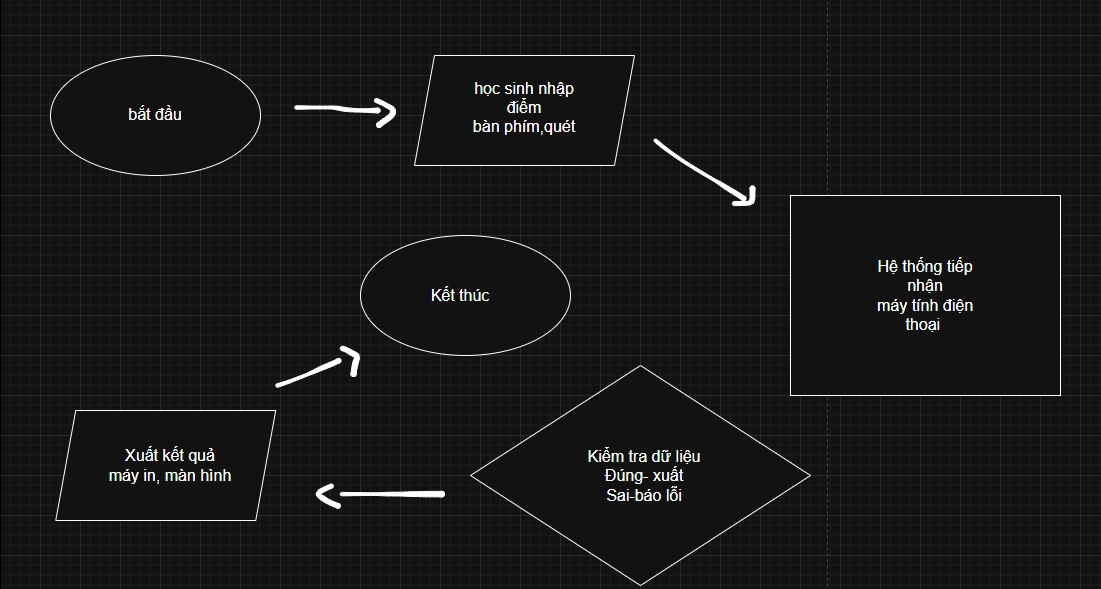 bắt đầu
học sinh nhập
điểm
bàn phím,quét
Hệ thống tiếp
nhận
máy tính điện
thoại
Kiểm tra dữ liệu
Đúng- xuất
Sai-báo lỗi
Xuất kết quả
máy in, màn hình
Kết thúc